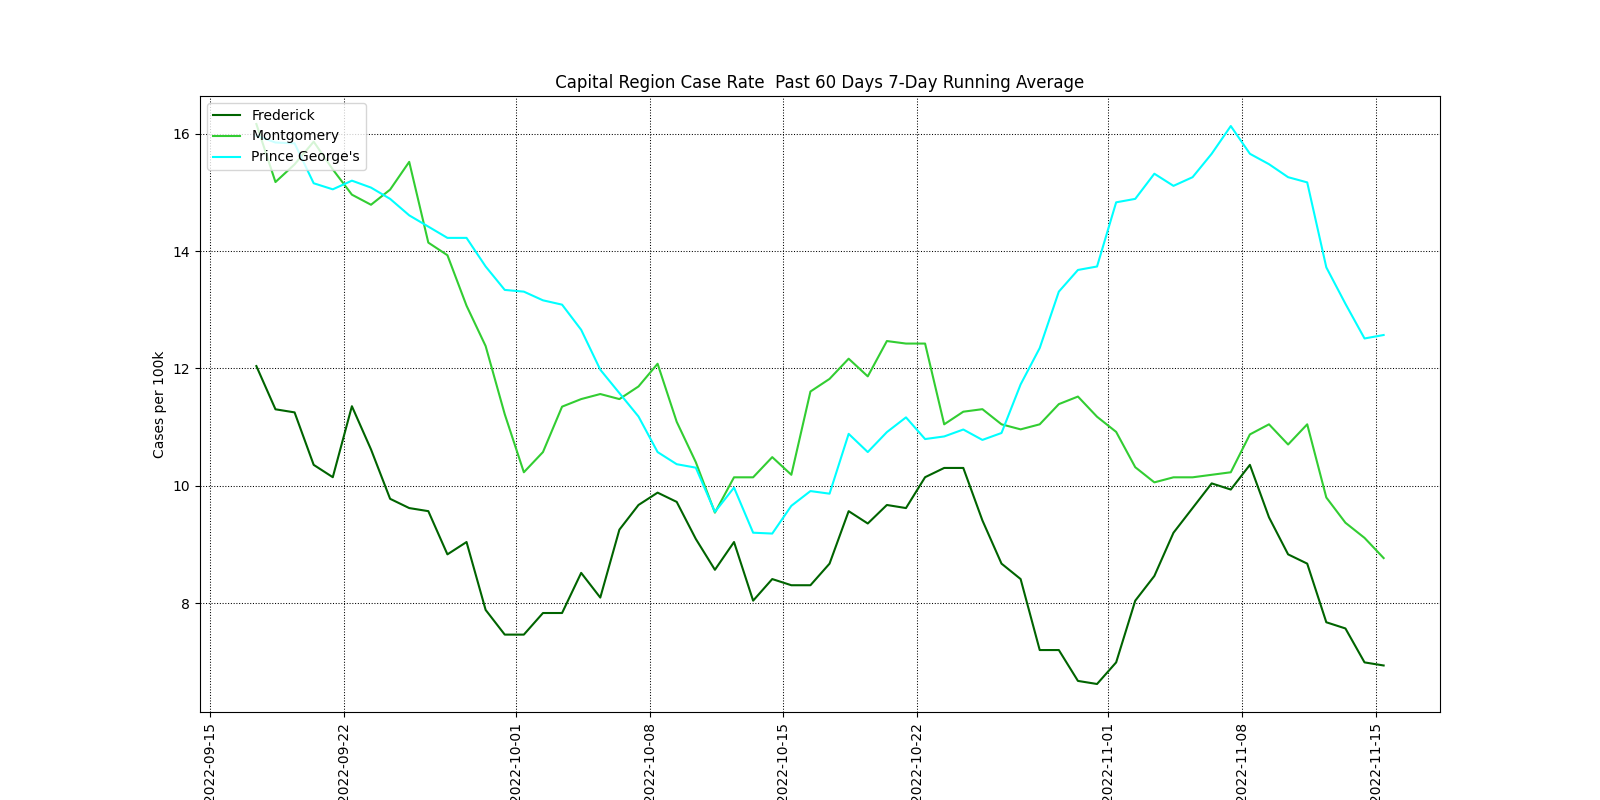 Capital Region Case Rate  Past 60 Days 7-Day Running Average
Frederick
Montgomery
Prince George's
Cases per 100k
16
14
12
10
8
2022-09-15
2022-09-22
2022-10-01
2022-10-08
2022-10-15
2022-10-22
2022-11-01
2022-11-08
2022-11-15